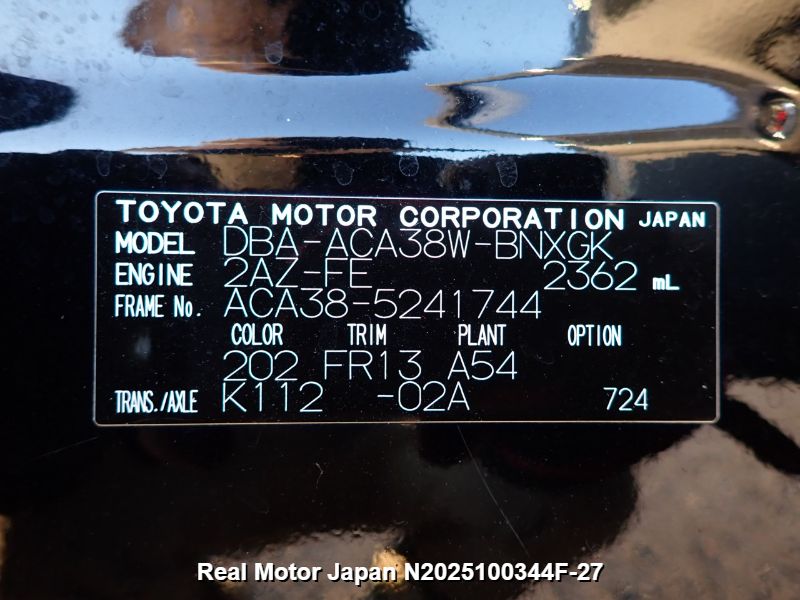 TOYOTA MOTOR CORPORATION JAPAN
MODEL DBA-ACA38W-BNXGK
ENGINE 2AZ-FE 2362 mL
FRAME No. ACA38-5241744
COLOR TRIM PLANT OPTION
202 FR13 A54
TRANS./AXLE K112 -02A 724
Real Motor Japan N2025100344F-27